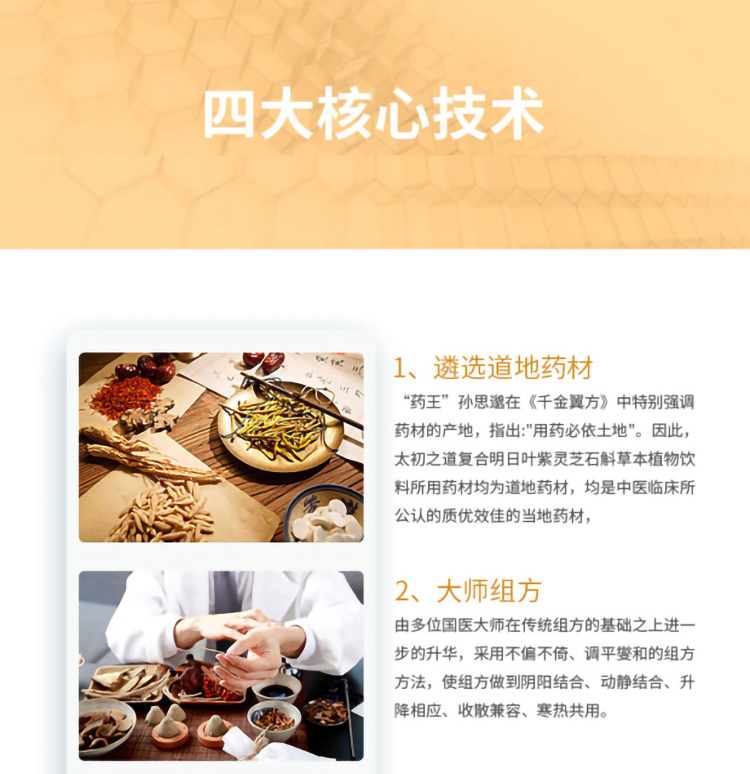 四大核心技术
1、遴选道地药材
“药王”孙思邈在《千金翼方》中特别强调
药材的产地，指出:"用药必依土地"。因此，
太初之道复合明日叶紫灵芝石斛草本植物饮
料所用药材均为道地药材，均是中医临床所
公认的质优效佳的当地药材，
2、大师组方
由多位国医大师在传统组方的基础之上进一
步的升华，采用不偏不倚、调平燮和的组方
方法，使组方做到阴阳结合、动静结合、升
降相应、收散兼容、寒热共用。